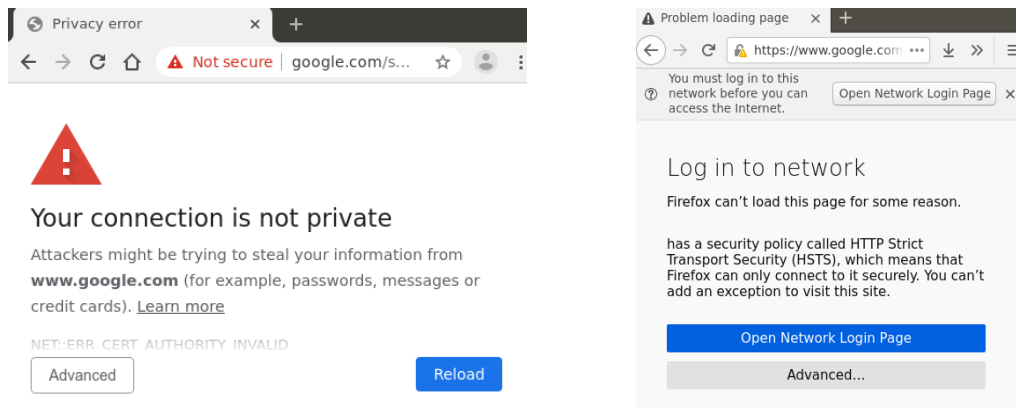 Privacy error
Not secure
google.com/s...
Your connection is not private
Attackers might be trying to steal your information from
www.google.com (for example, passwords, messages or
credit cards). Learn more
NET::ERR_CERT_AUTHORITY_INVALID
Advanced
Reload
Problem loading page
https://www.google.com
You must log in to this
network before you can
access the Internet.
Open Network Login Page
Log in to network
Firefox can’t load this page for some reason.
has a security policy called HTTP Strict
Transport Security (HSTS), which means that
Firefox can only connect to it securely. You can’t
add an exception to visit this site.
Open Network Login Page
Advanced...